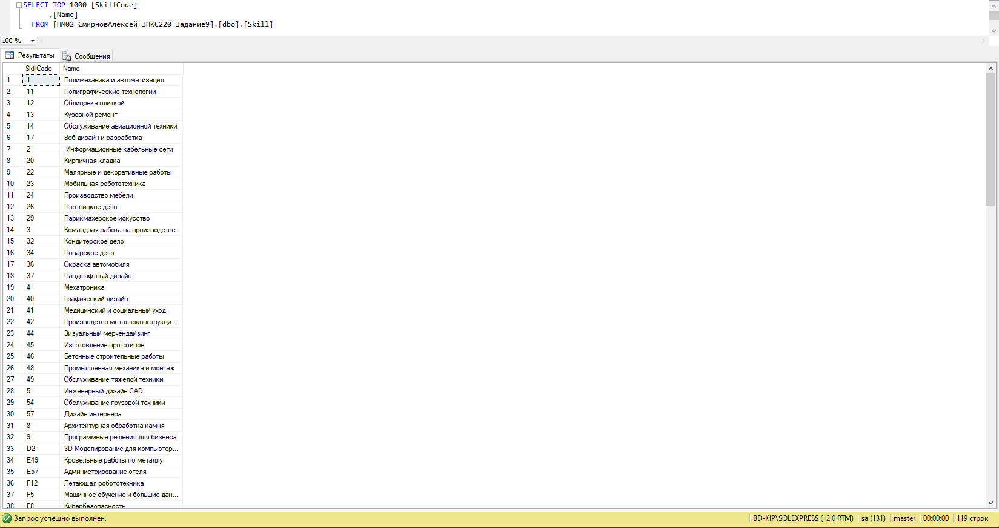 SELECT TOP 1000 [SkillCode]
,[Name]
FROM [ПМ02_СмирновАлексей_3ПКС220_Задание9].[dbo].[Skill]
100 %
Результаты Сообщения
SkillCode Name
1 1 Полимеханика и автоматизация
2 11 Полиграфические технологии
3 12 Облицовка плиткой
4 13 Кузовной ремонт
5 14 Обслуживание авиационной техники
6 17 Веб-дизайн и разработка
7 2 Информационные кабельные сети
8 20 Кирпичная кладка
9 22 Малярные и декоративные работы
10 23 Мобильная робототехника
11 24 Производство мебели
12 26 Плотницкое дело
13 29 Парикмахерское искусство
14 3 Командная работа на производстве
15 32 Кондитерское дело
16 34 Поварское дело
17 36 Окраска автомобиля
18 37 Ландшафтный дизайн
19 4 Мехатроника
20 40 Графический дизайн
21 41 Медицинский и социальный уход
22 42 Производство металлоконструкци...
23 44 Визуальный мерчендайзинг
24 45 Изготовление прототипов
25 46 Бетонные строительные работы
26 48 Промышленная механика и монтаж
27 49 Обслуживание тяжелой техники
28 5 Инженерный дизайн CAD
29 54 Обслуживание грузовой техники
30 57 Дизайн интерьера
31 8 Архитектурная обработка камня
32 9 Программные решения для бизнеса
33 D2 3D Моделирование для компьютер...
34 E49 Кровельные работы по металлу
35 E57 Администрирование отеля
36 F12 Летающая робототехника
37 F5 Машинное обучение и большие дан...
38 F8 Кибербезопасность
Запрос успешно выполнен. BD-KIP\SQLEXPRESS (12.0 RTM) sa (131) master 00:00:00 119 строк